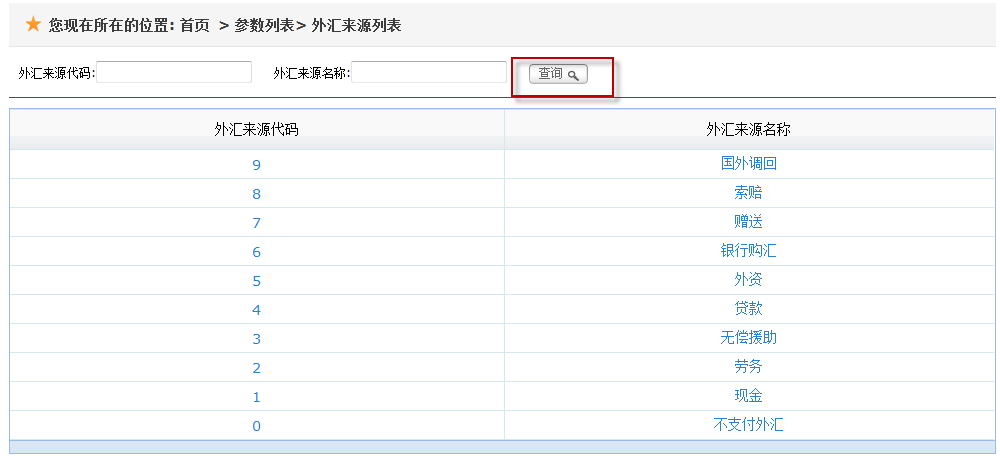 您现在所在的位置: 首页 > 参数列表> 外汇来源列表
外汇来源代码: 外汇来源名称: 查询
外汇来源代码 外汇来源名称
9 国外调回
8 索赔
7 赠送
6 银行购汇
5 外资
4 贷款
3 无偿援助
2 劳务
1 现金
0 不支付外汇